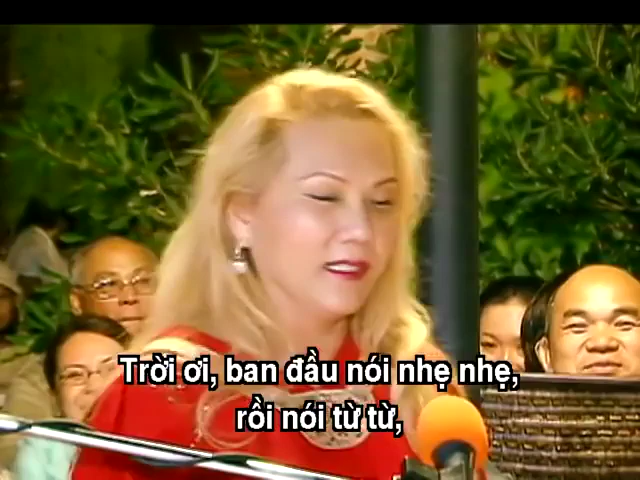 Trời ơi, ban đầu nói nhẹ nhẹ,
rồi nói từ từ,